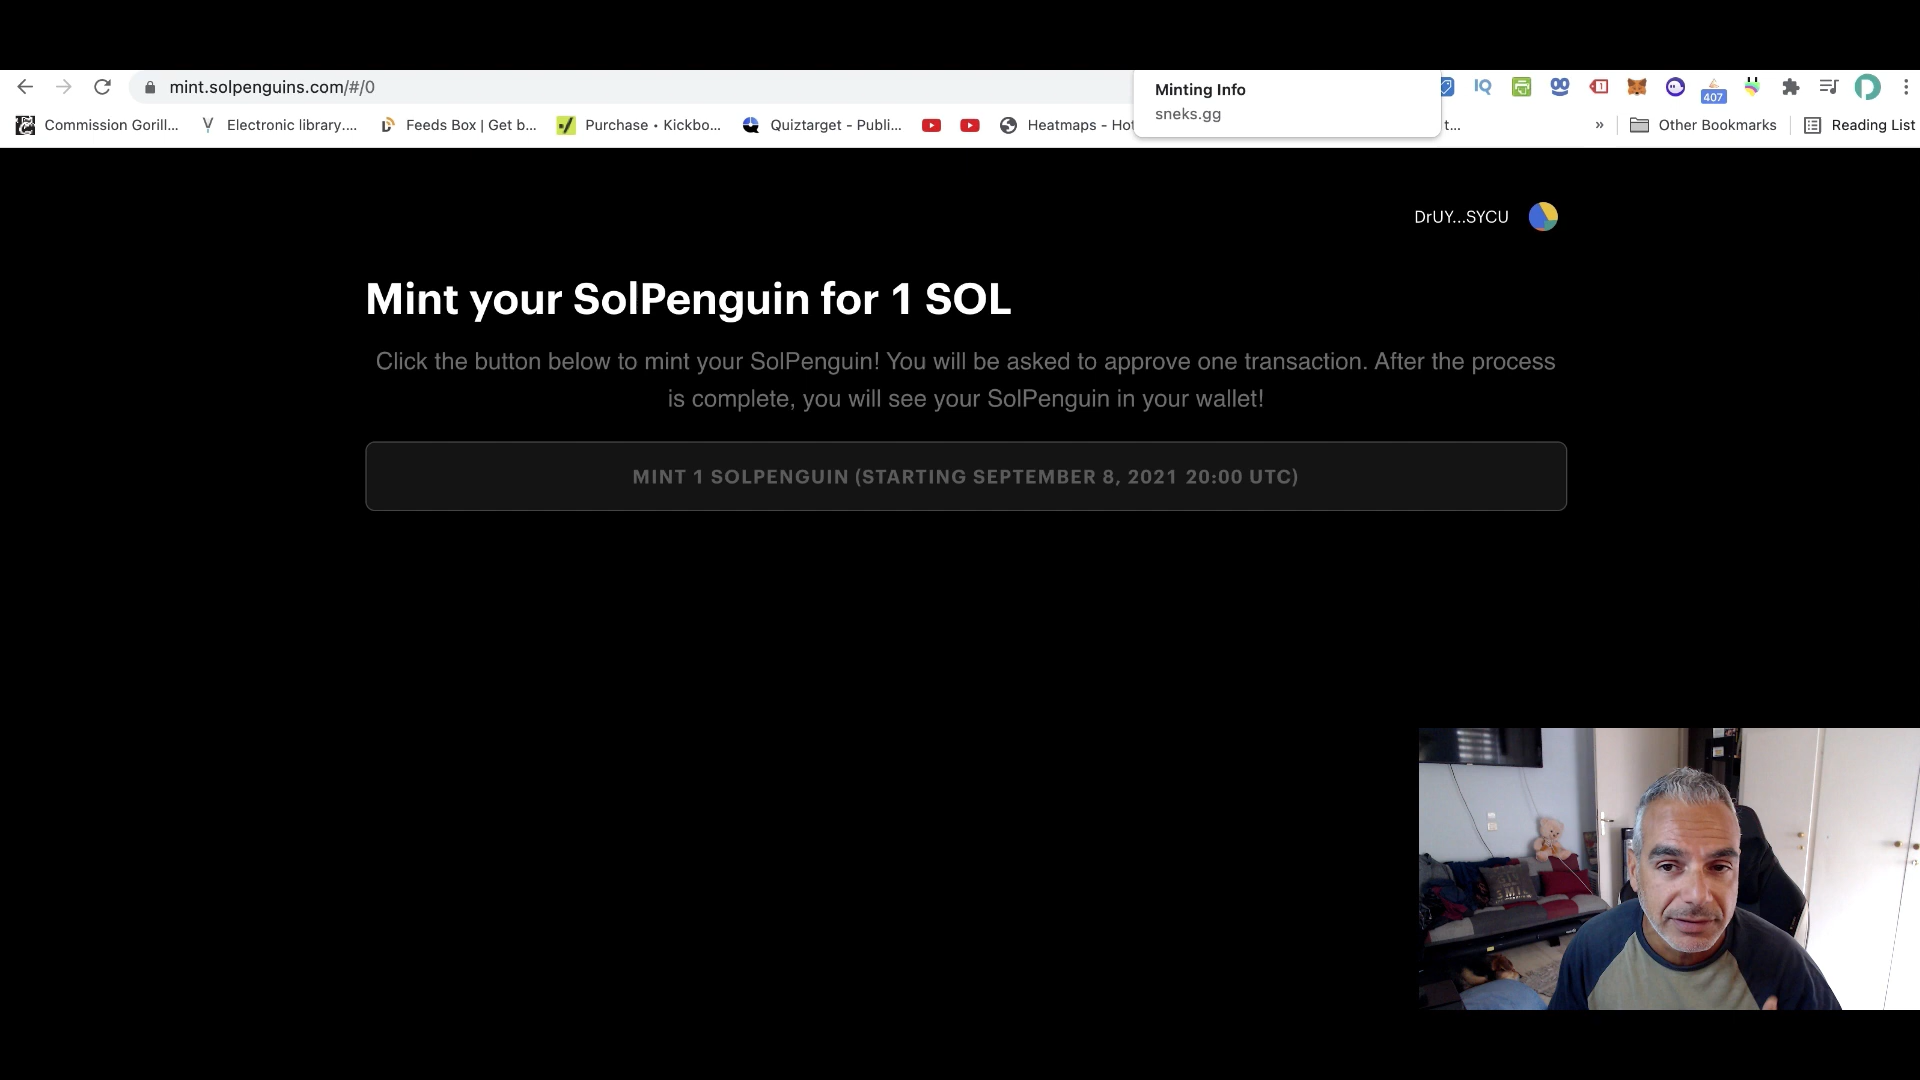 mint.solpenguins.com/#/0
Minting Info
sneks.gg
IQ
1
407
Commission Gorill...
Electronic library....
Feeds Box | Get b...
Purchase • Kickbo...
Quiztarget - Publi...
Heatmaps - Hot
t...
»
Other Bookmarks
Reading List
DrUY...SYCU
Mint your SolPenguin for 1 SOL
Click the button below to mint your SolPenguin! You will be asked to approve one transaction. After the process
is complete, you will see your SolPenguin in your wallet!
MINT 1 SOLPENGUIN (STARTING SEPTEMBER 8, 2021 20:00 UTC)